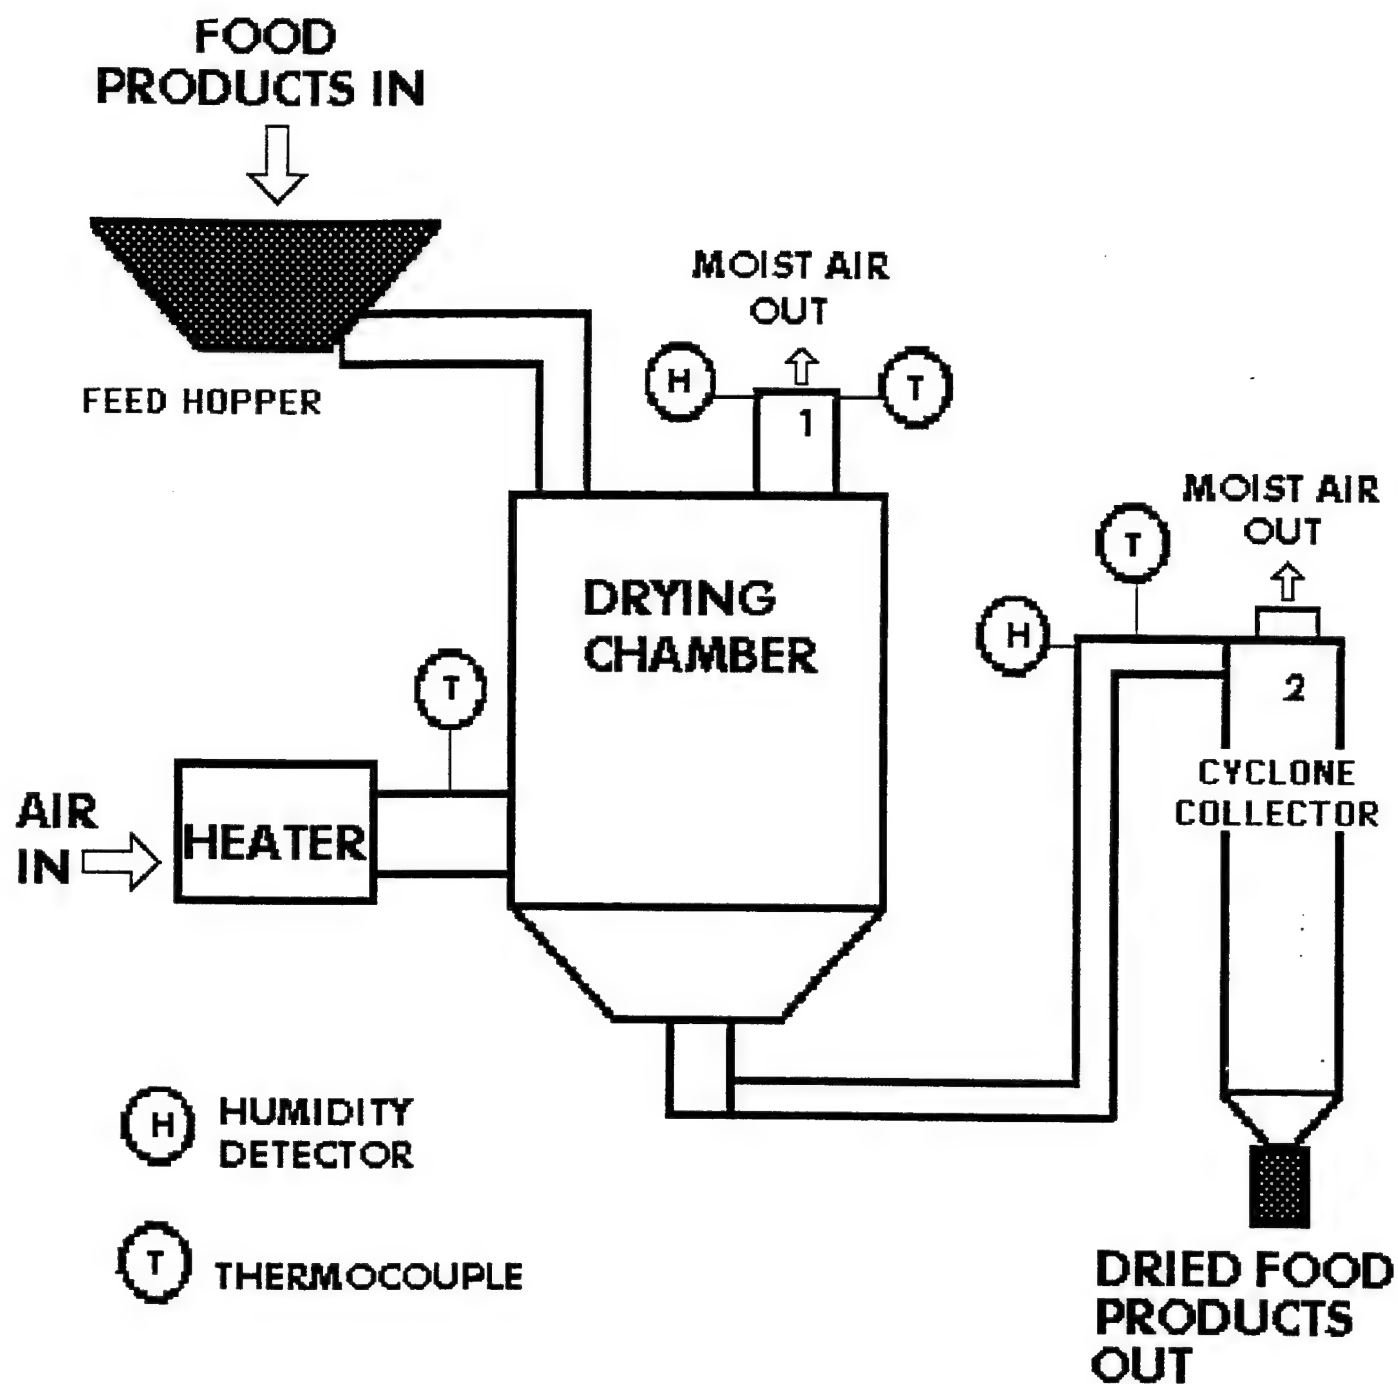 FOOD
PRODUCTS IN
FEED HOPPER
MOIST AIR
OUT
H
T
1
DRYING
CHAMBER
T
AIR
IN
HEATER
MOIST AIR
OUT
T
H
2
CYCLONE
COLLECTOR
H
HUMIDITY
DETECTOR
T
THERMOCOUPLE
DRIED FOOD
PRODUCTS
OUT